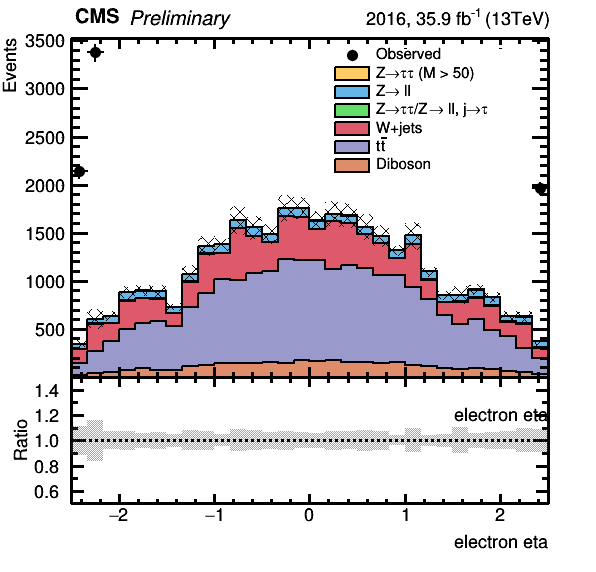 CMS Preliminary 2016, 35.9 fb⁻¹ (13TeV)
Events
3500
3000
2500
2000
1500
1000
500
Observed
Z→ττ (M > 50)
Z→ ll
Z→ττ/Z→ ll, j→τ
W+jets
tt̄
Diboson
Ratio
1.4
1.2
1.0
0.8
0.6
electron eta
−2 −1 0 1 2
electron eta